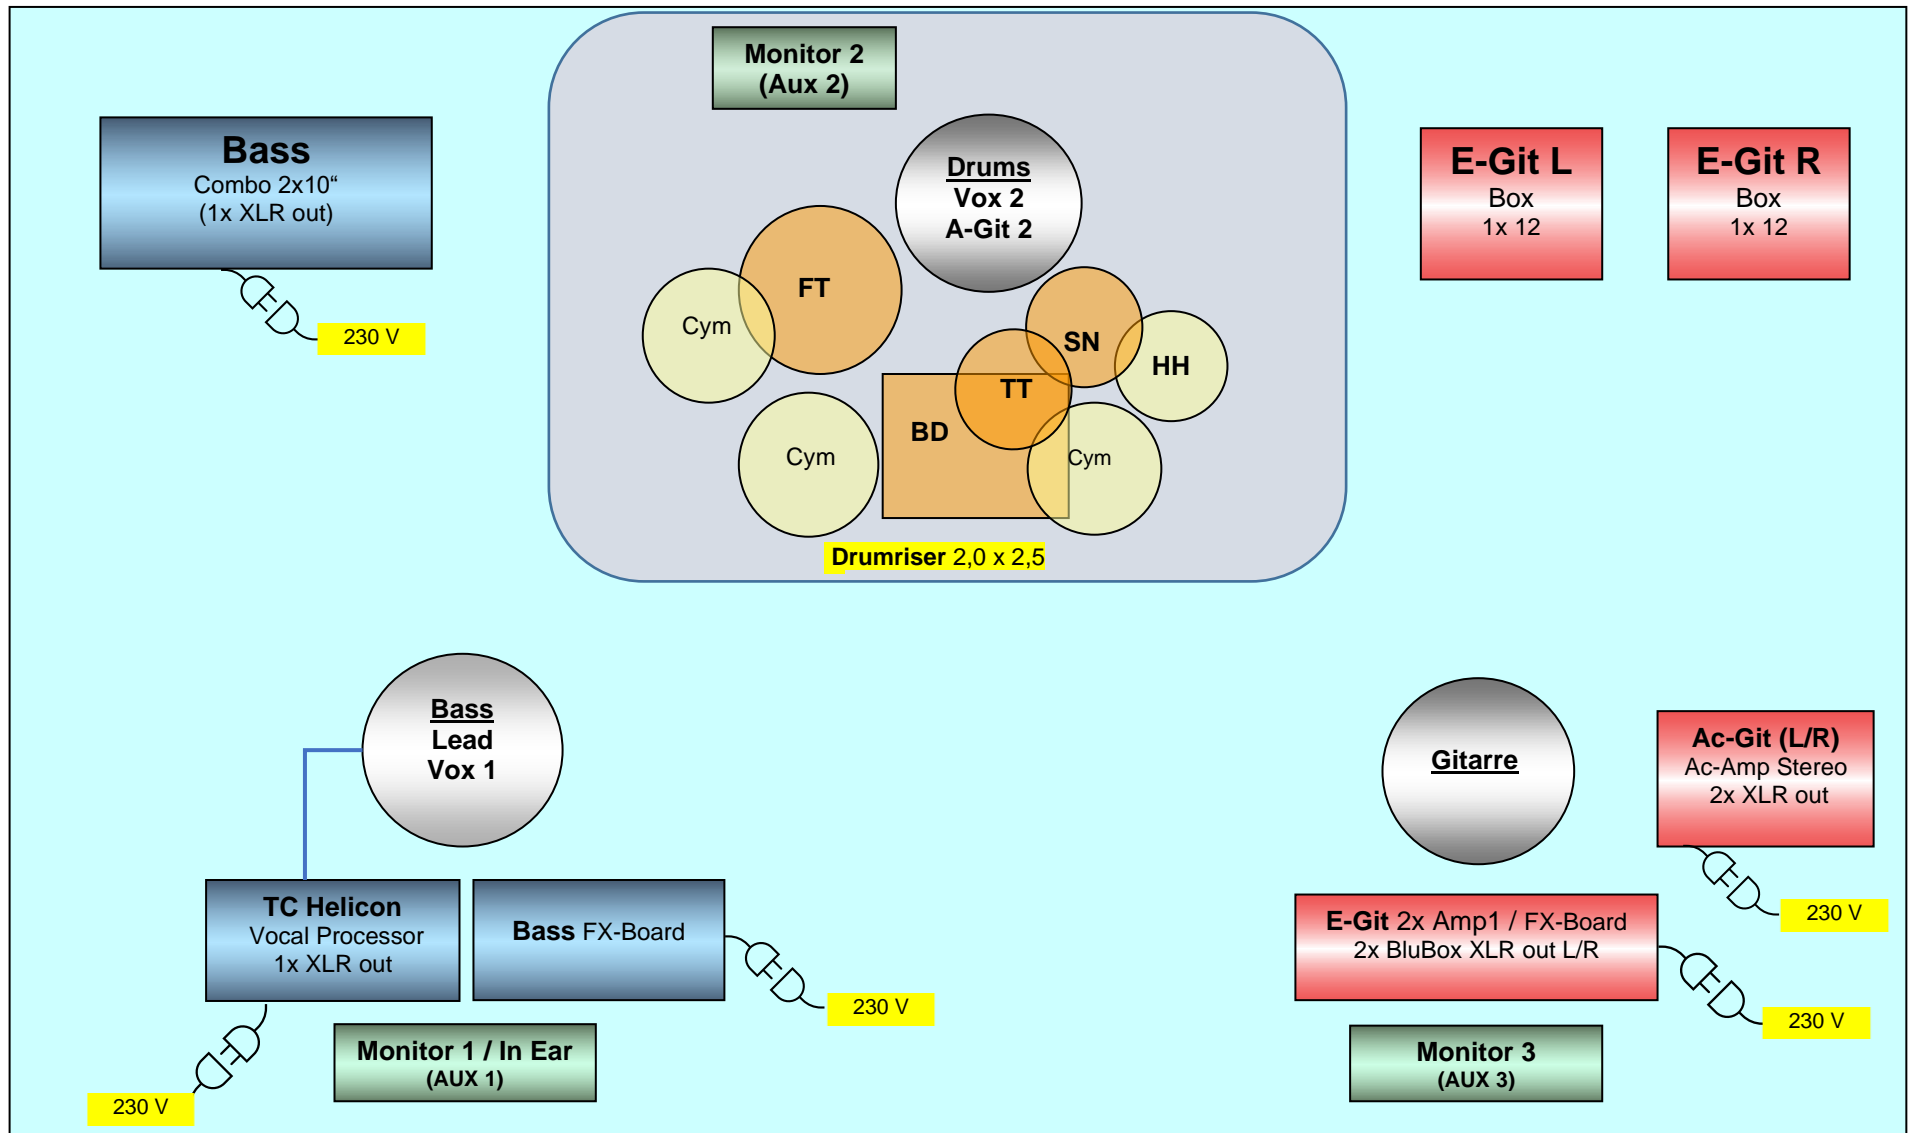 Monitor 2
(Aux 2)
Bass
Combo 2x10“
(1x XLR out)
230 V
Drums
Vox 2
A-Git 2
E-Git L
Box
1x 12
E-Git R
Box
1x 12
FT
Cym
SN
HH
TT
BD
Cym
Cym
Drumriser 2,0 x 2,5
Bass
Lead
Vox 1
Gitarre
Ac-Git (L/R)
Ac-Amp Stereo
2x XLR out
230 V
TC Helicon
Vocal Processor
1x XLR out
Bass FX-Board
230 V
E-Git 2x Amp1 / FX-Board
2x BluBox XLR out L/R
230 V
Monitor 1 / In Ear
(AUX 1)
230 V
Monitor 3
(AUX 3)